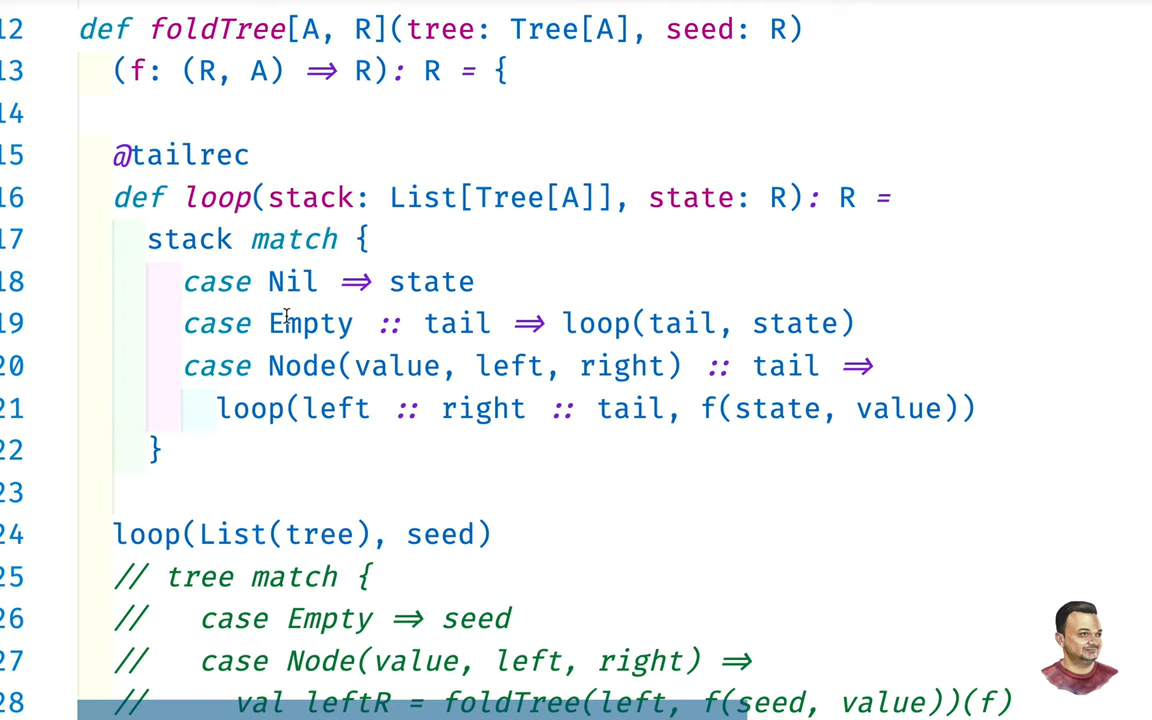 12 def foldTree[A, R](tree: Tree[A], seed: R)
13 (f: (R, A) ⇒ R): R = {
14
15 @tailrec
16 def loop(stack: List[Tree[A]], state: R): R =
17 stack match {
18 case Nil ⇒ state
19 case Empty :: tail ⇒ loop(tail, state)
20 case Node(value, left, right) :: tail ⇒
21 loop(left :: right :: tail, f(state, value))
22 }
23
24 loop(List(tree), seed)
25 // tree match {
26 // case Empty ⇒ seed
27 // case Node(value, left, right) ⇒
28 // val leftR = foldTree(left, f(seed, value))(f)